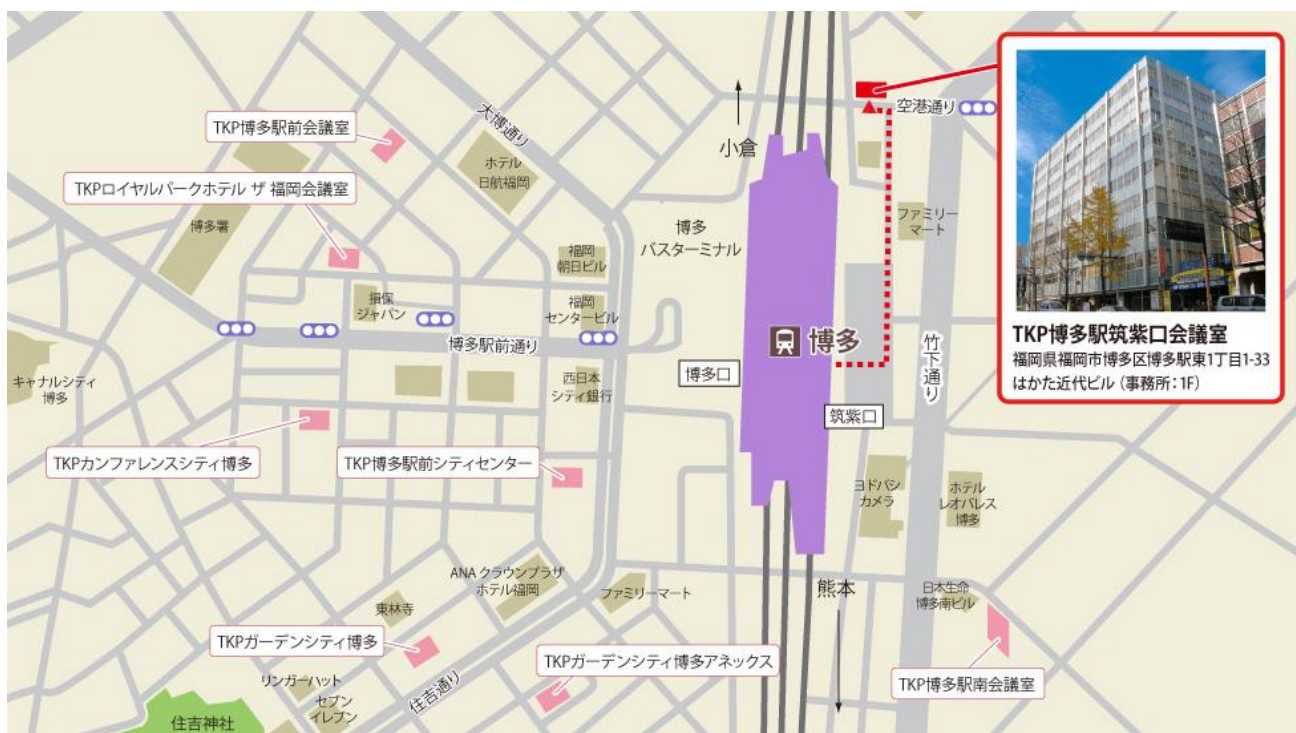 TKP博多駅前会議室
TKPロイヤルパークホテル ザ 福岡会議室
博多署
大博通り
ホテル
日航福岡
小倉
空港通り
博多
バスターミナル
ファミリー
マート
福岡
朝日ビル
福岡
センタービル
損保
ジャパン
博多駅前通り
西日本
シティ銀行
博多口
博多
筑紫口
竹下通り
TKP博多駅筑紫口会議室
福岡県福岡市博多区博多駅東1丁目1-33
はかた近代ビル (事務所:1F)
キャナルシティ
博多
TKPカンファレンスシティ博多
TKP博多駅前シティセンター
ヨドバシ
カメラ
ホテル
レオパレス
博多
ANA クラウンプラザ
ホテル福岡
ファミリーマート
熊本
日本生命
博多南ビル
東林寺
TKPガーデンシティ博多
TKPガーデンシティ博多アネックス
TKP博多駅南会議室
リンガーハット
セブン
イレブン
住吉通り
住吉神社